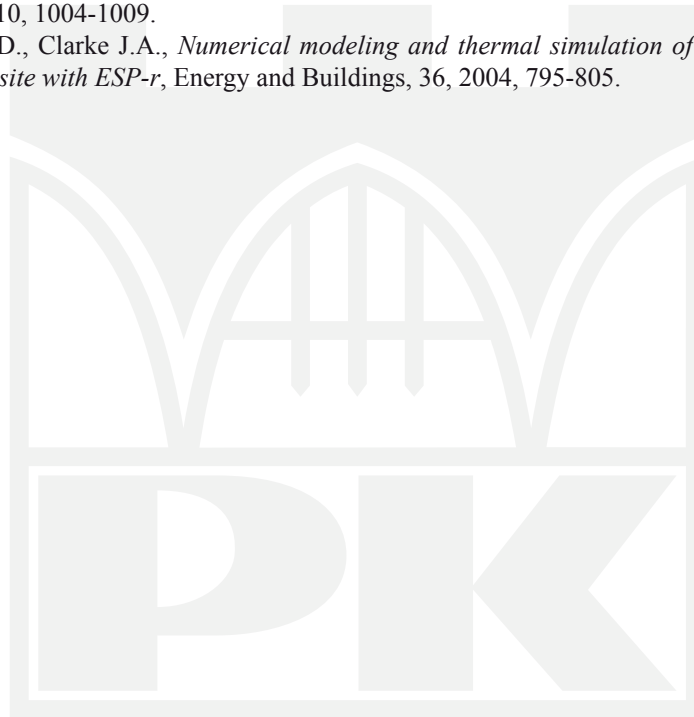 10, 1004-1009.
D., Clarke J.A., Numerical modeling and thermal simulation of
site with ESP-r, Energy and Buildings, 36, 2004, 795-805.
PK